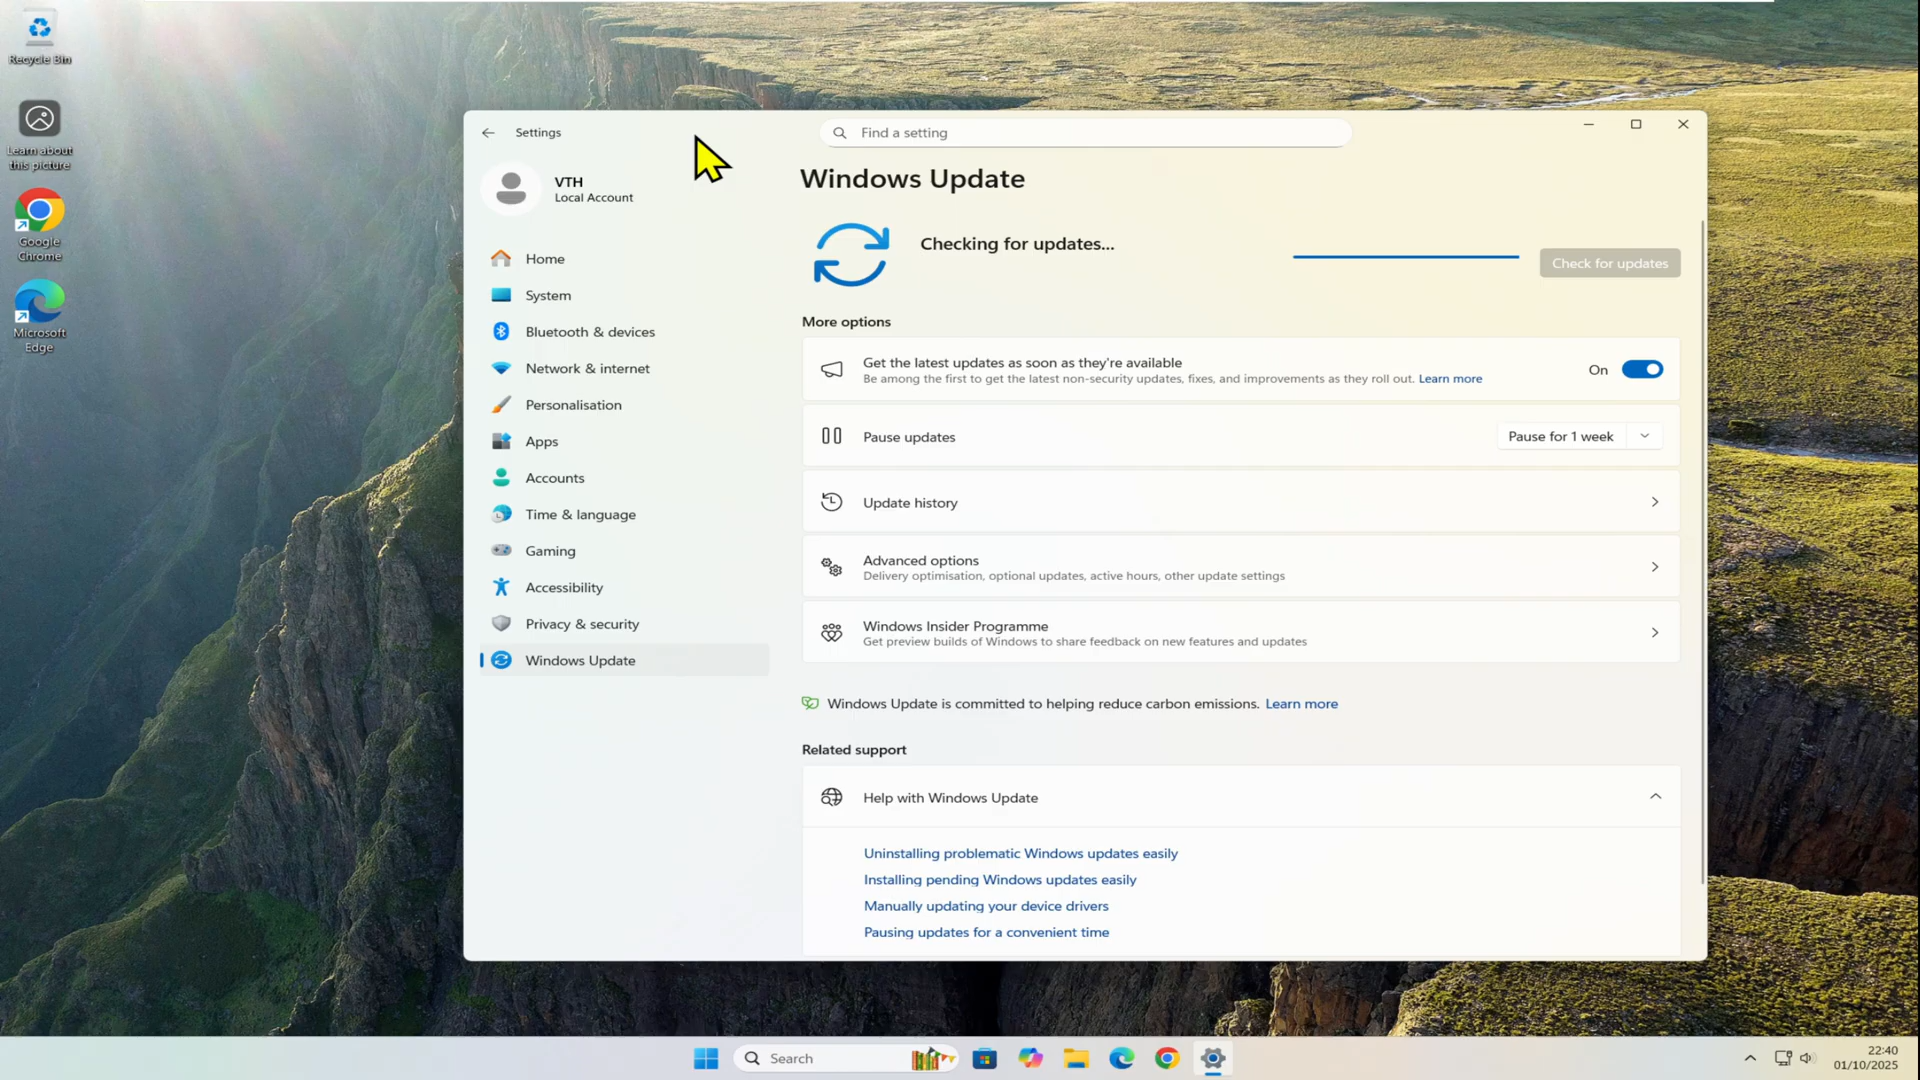 Recycle Bin
Learn about
this picture
Google
Chrome
Microsoft
Edge
Settings
Find a setting
VTH
Local Account
Home
System
Bluetooth & devices
Network & internet
Personalisation
Apps
Accounts
Time & language
Gaming
Accessibility
Privacy & security
Windows Update
Windows Update
Checking for updates...
Check for updates
More options
Get the latest updates as soon as they're available
Be among the first to get the latest non-security updates, fixes, and improvements as they roll out. Learn more
On
Pause updates
Pause for 1 week
Update history
Advanced options
Delivery optimisation, optional updates, active hours, other update settings
Windows Insider Programme
Get preview builds of Windows to share feedback on new features and updates
Windows Update is committed to helping reduce carbon emissions. Learn more
Related support
Help with Windows Update
Uninstalling problematic Windows updates easily
Installing pending Windows updates easily
Manually updating your device drivers
Pausing updates for a convenient time
Search
22:40
01/10/2025